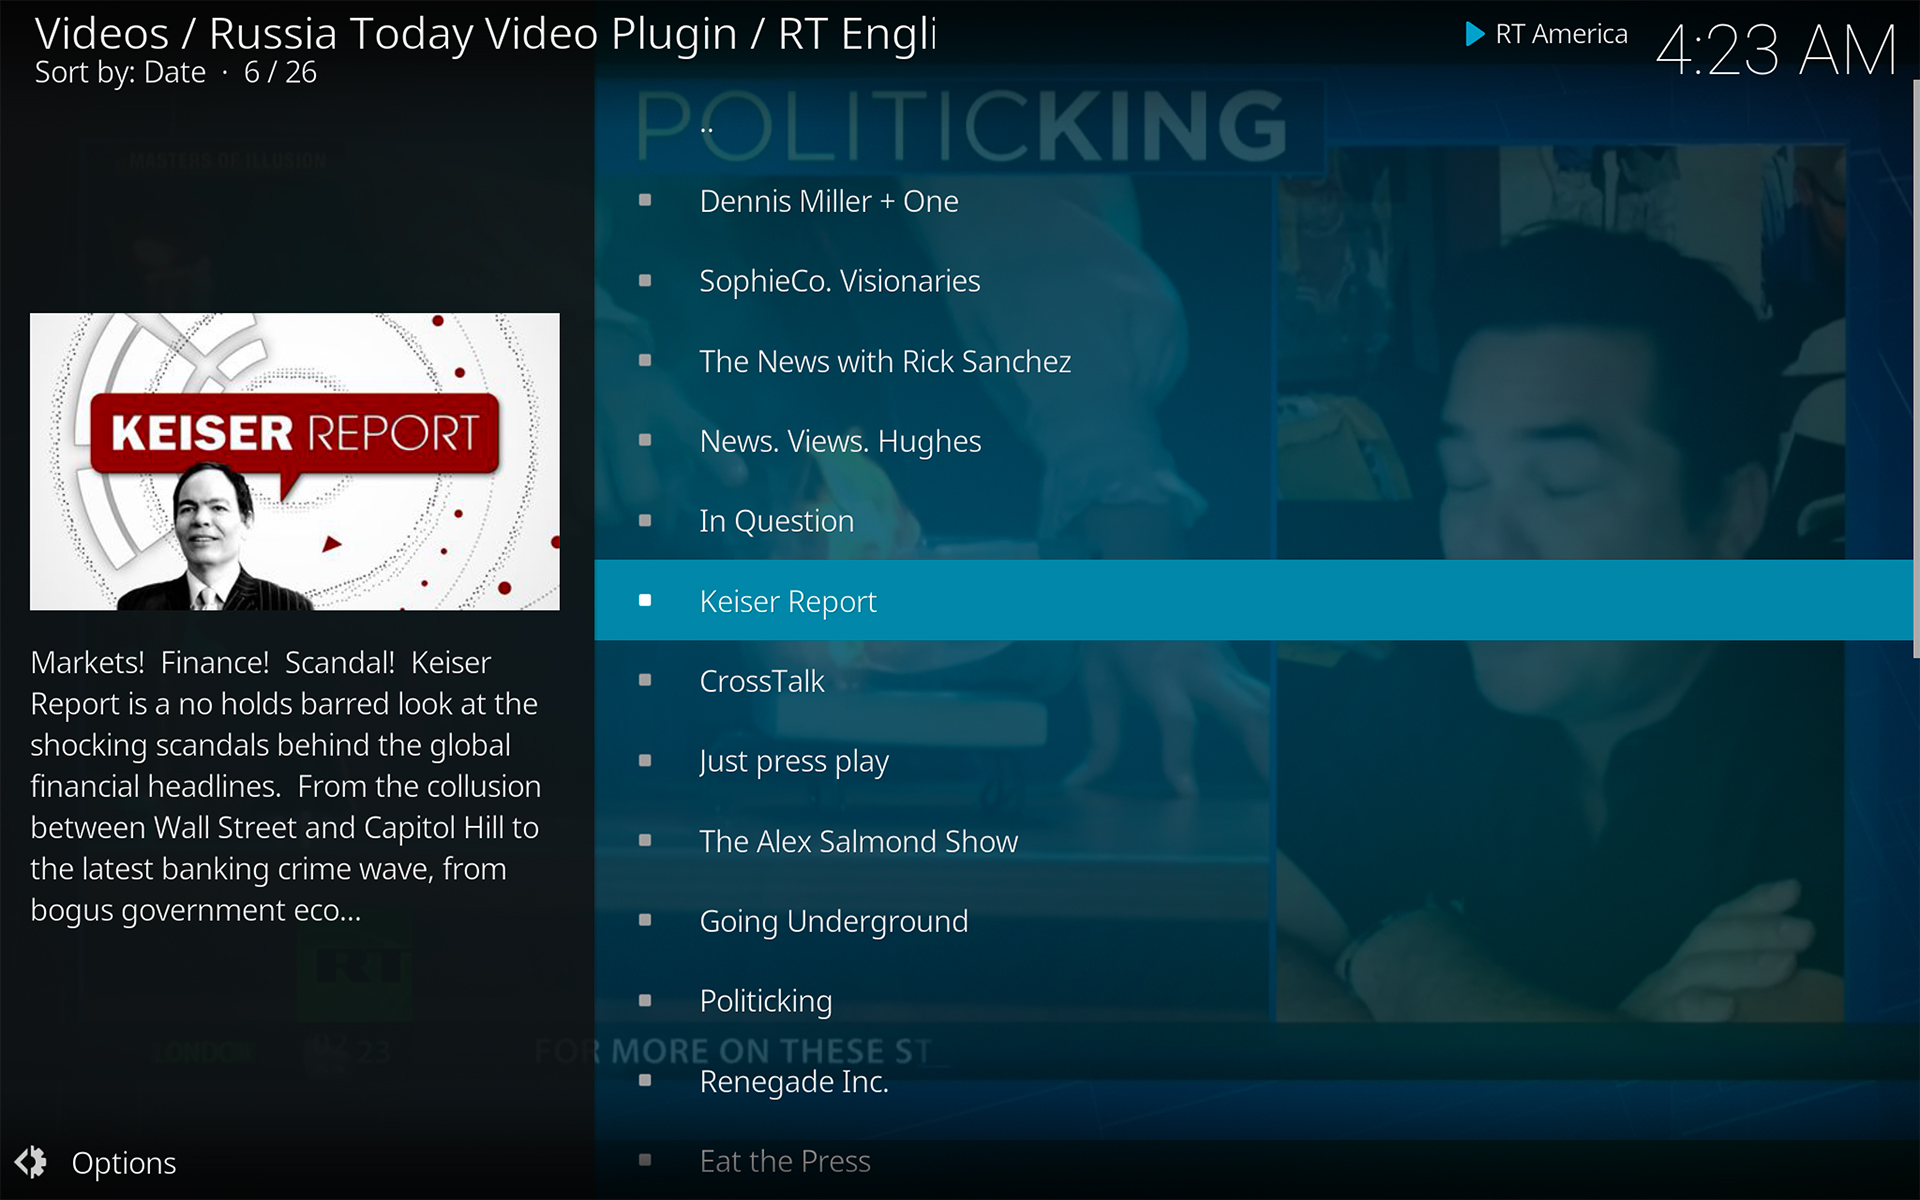 Videos / Russia Today Video Plugin / RT Engli
Sort by: Date · 6 / 26
RT America
4:23 AM
POLITICKING
MASTERS OF ILLUSION
..
Dennis Miller + One
SophieCo. Visionaries
The News with Rick Sanchez
News. Views. Hughes
In Question
Keiser Report
CrossTalk
Just press play
The Alex Salmond Show
Going Underground
Politicking
Renegade Inc.
Eat the Press
KEISER REPORT
Markets!  Finance!  Scandal!  Keiser
Report is a no holds barred look at the
shocking scandals behind the global
financial headlines.  From the collusion
between Wall Street and Capitol Hill to
the latest banking crime wave, from
bogus government eco...
RT
LONDON
FOR MORE ON THESE ST
Options